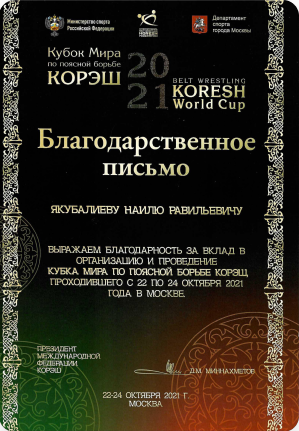 Министерство спорта
Российской Федерации
Департамент
спорта
города Москвы
Кубок Мира
по поясной борьбе
КОРЭШ
2021
BELT WRESTLING
KORESH
World Cup
Благодарственное
письмо
ЯКУБАЛИЕВУ НАИЛЮ РАВИЛЬЕВИЧУ
ВЫРАЖАЕМ БЛАГОДАРНОСТЬ ЗА ВКЛАД В
ОРГАНИЗАЦИЮ И ПРОВЕДЕНИЕ
КУБКА МИРА ПО ПОЯСНОЙ БОРЬБЕ КОРЭЩ,
ПРОХОДИВШЕГО С 22 ПО 24 ОКТЯБРЯ 2021
ГОДА В МОСКВЕ.
ПРЕЗИДЕНТ
МЕЖДУНАРОДНОЙ
ФЕДЕРАЦИИ
КОРЭШ
Д.М. МИННАХМЕТОВ
22-24 ОКТЯБРЯ 2021 Г.
МОСКВА